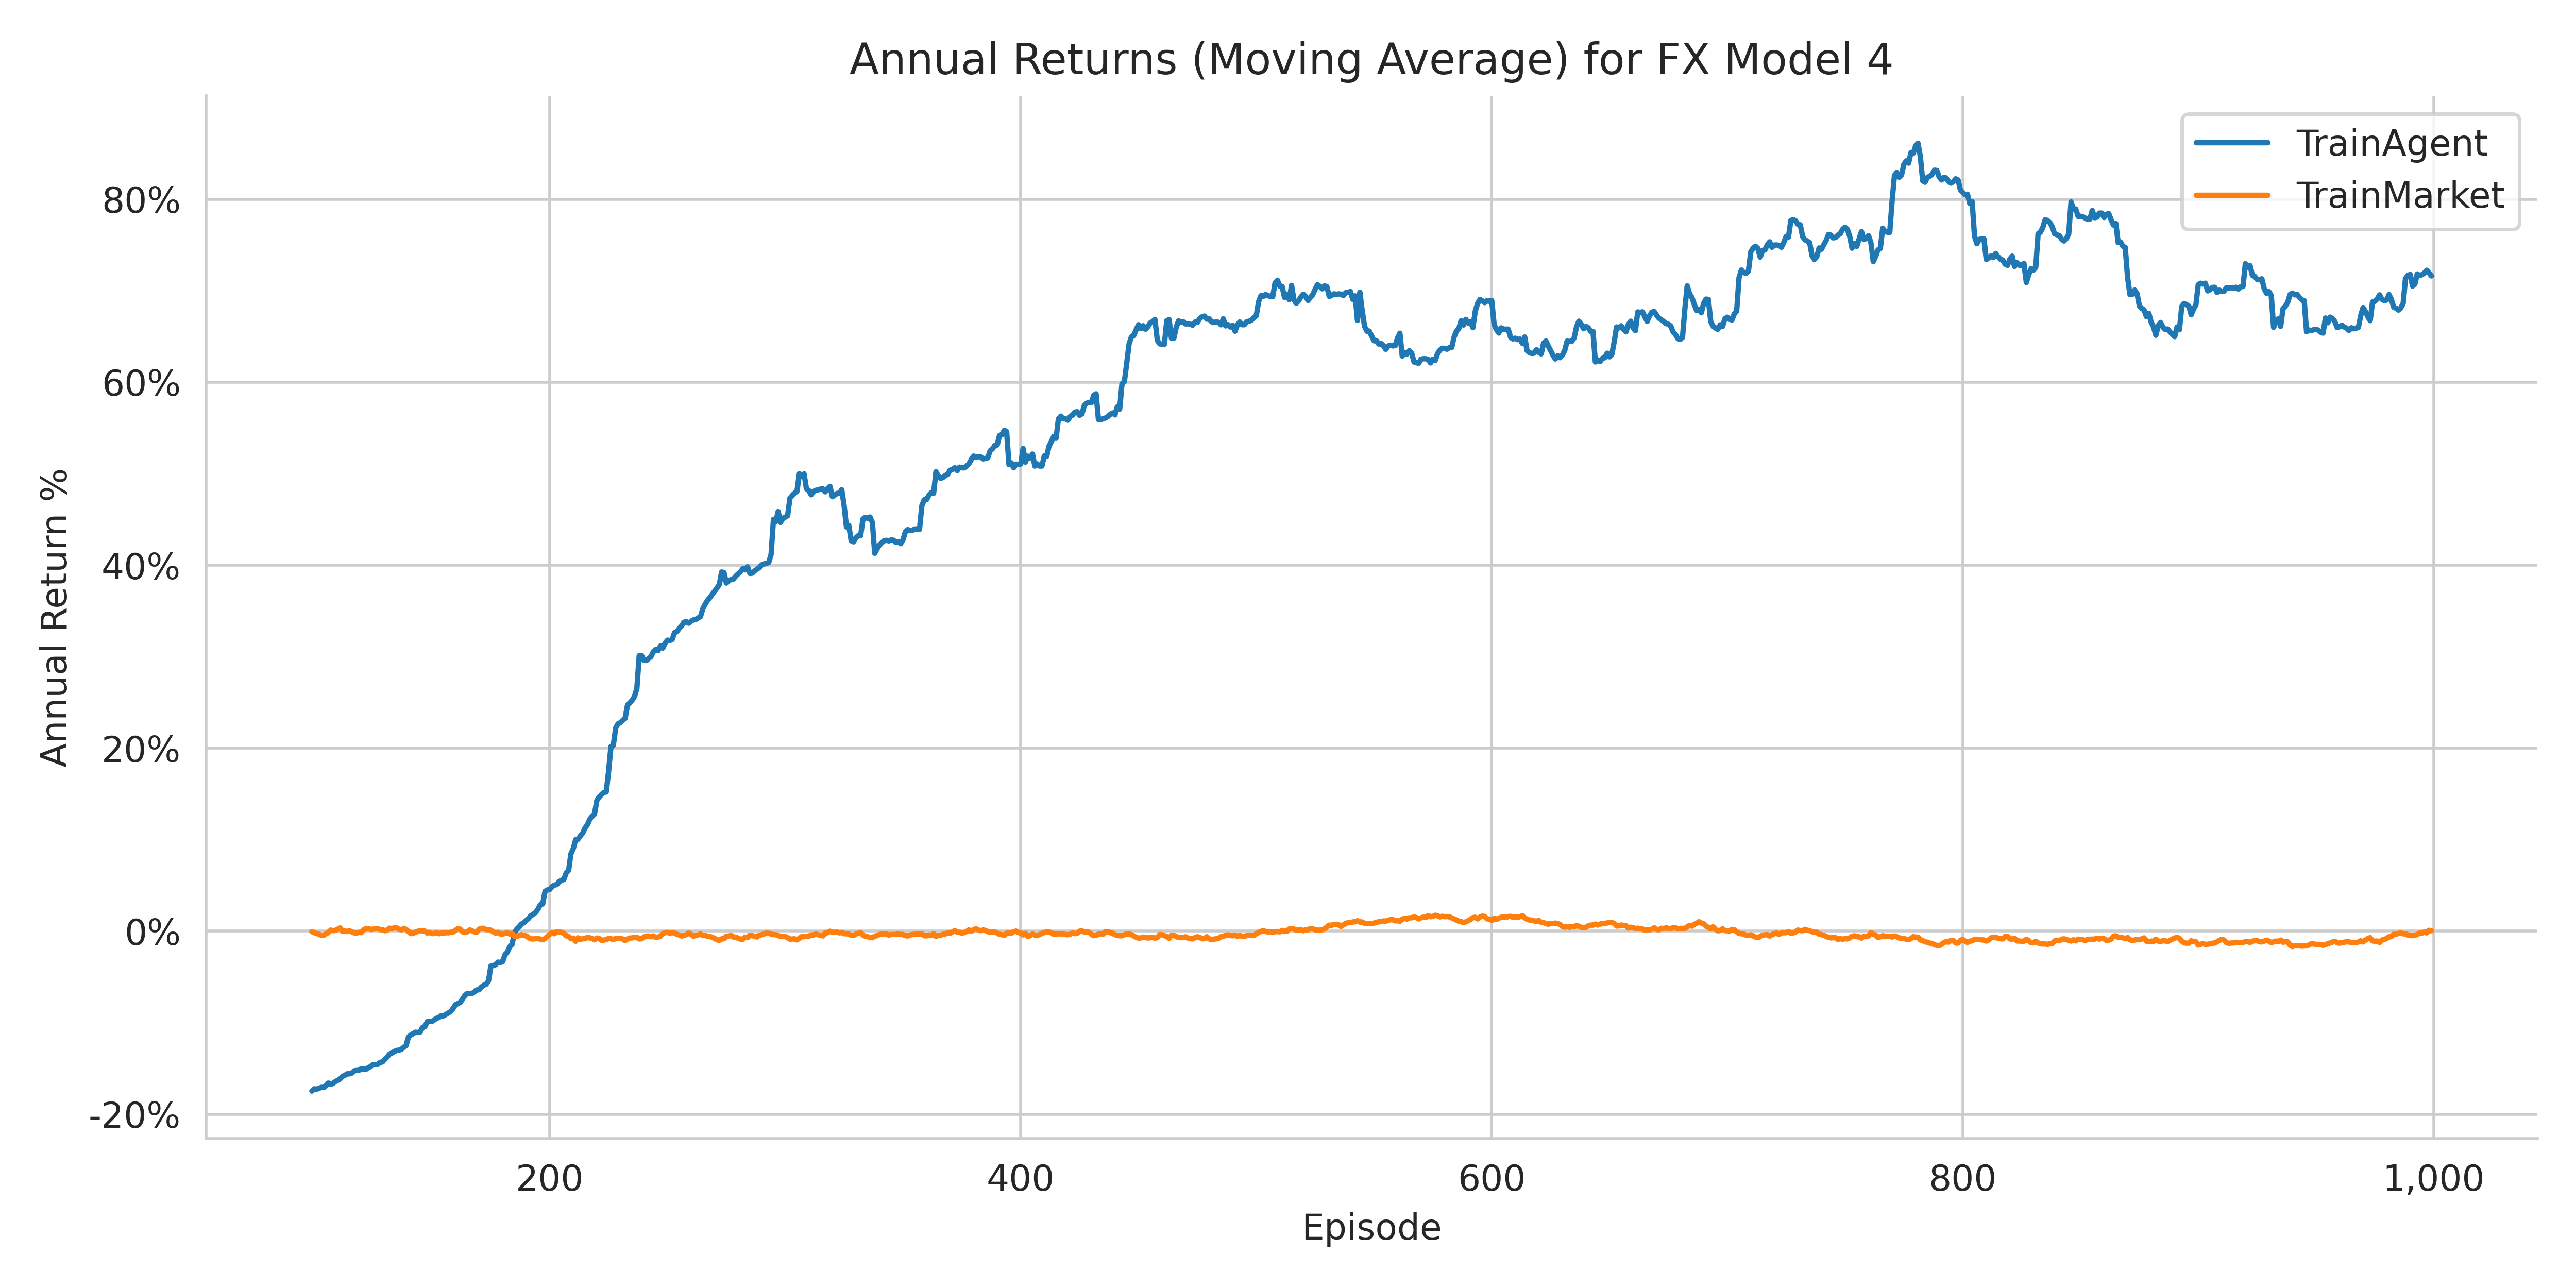 Annual Returns (Moving Average) for FX Model 4
TrainAgent
TrainMarket
Annual Return %
80%
60%
40%
20%
0%
-20%
200
400
600
800
1,000
Episode